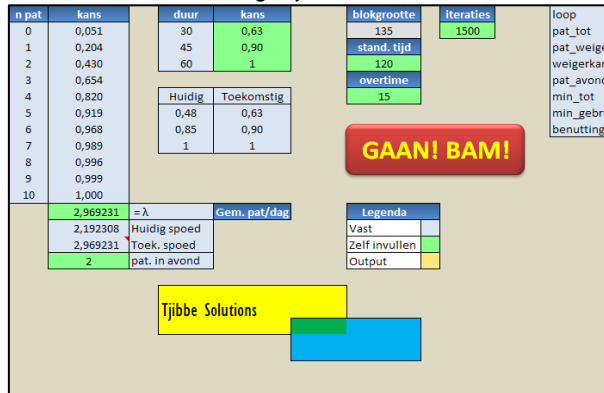 n pat kans duur kans blokgrootte iteraties loop
0 0,051 30 0,63 135 1500 pat_tot
1 0,204 45 0,90 stand. tijd
2 0,430 60 1 120
3 0,654 overtime pat_avond
4 0,820 Huidig Toekomstig 15 min_tot
5 0,919 0,48 0,63
6 0,968 0,85 0,90 benutting
7 0,989 1 1
8 0,996
GAAN! BAM!
9 0,999
10 1,000
2,969231 = λ Gem. pat/dag Legenda
2,192308 Huidig spoed Vast
2,969231 Toek. spoed Zelf invullen
2 pat. in avond Output
Tjibbe Solutions